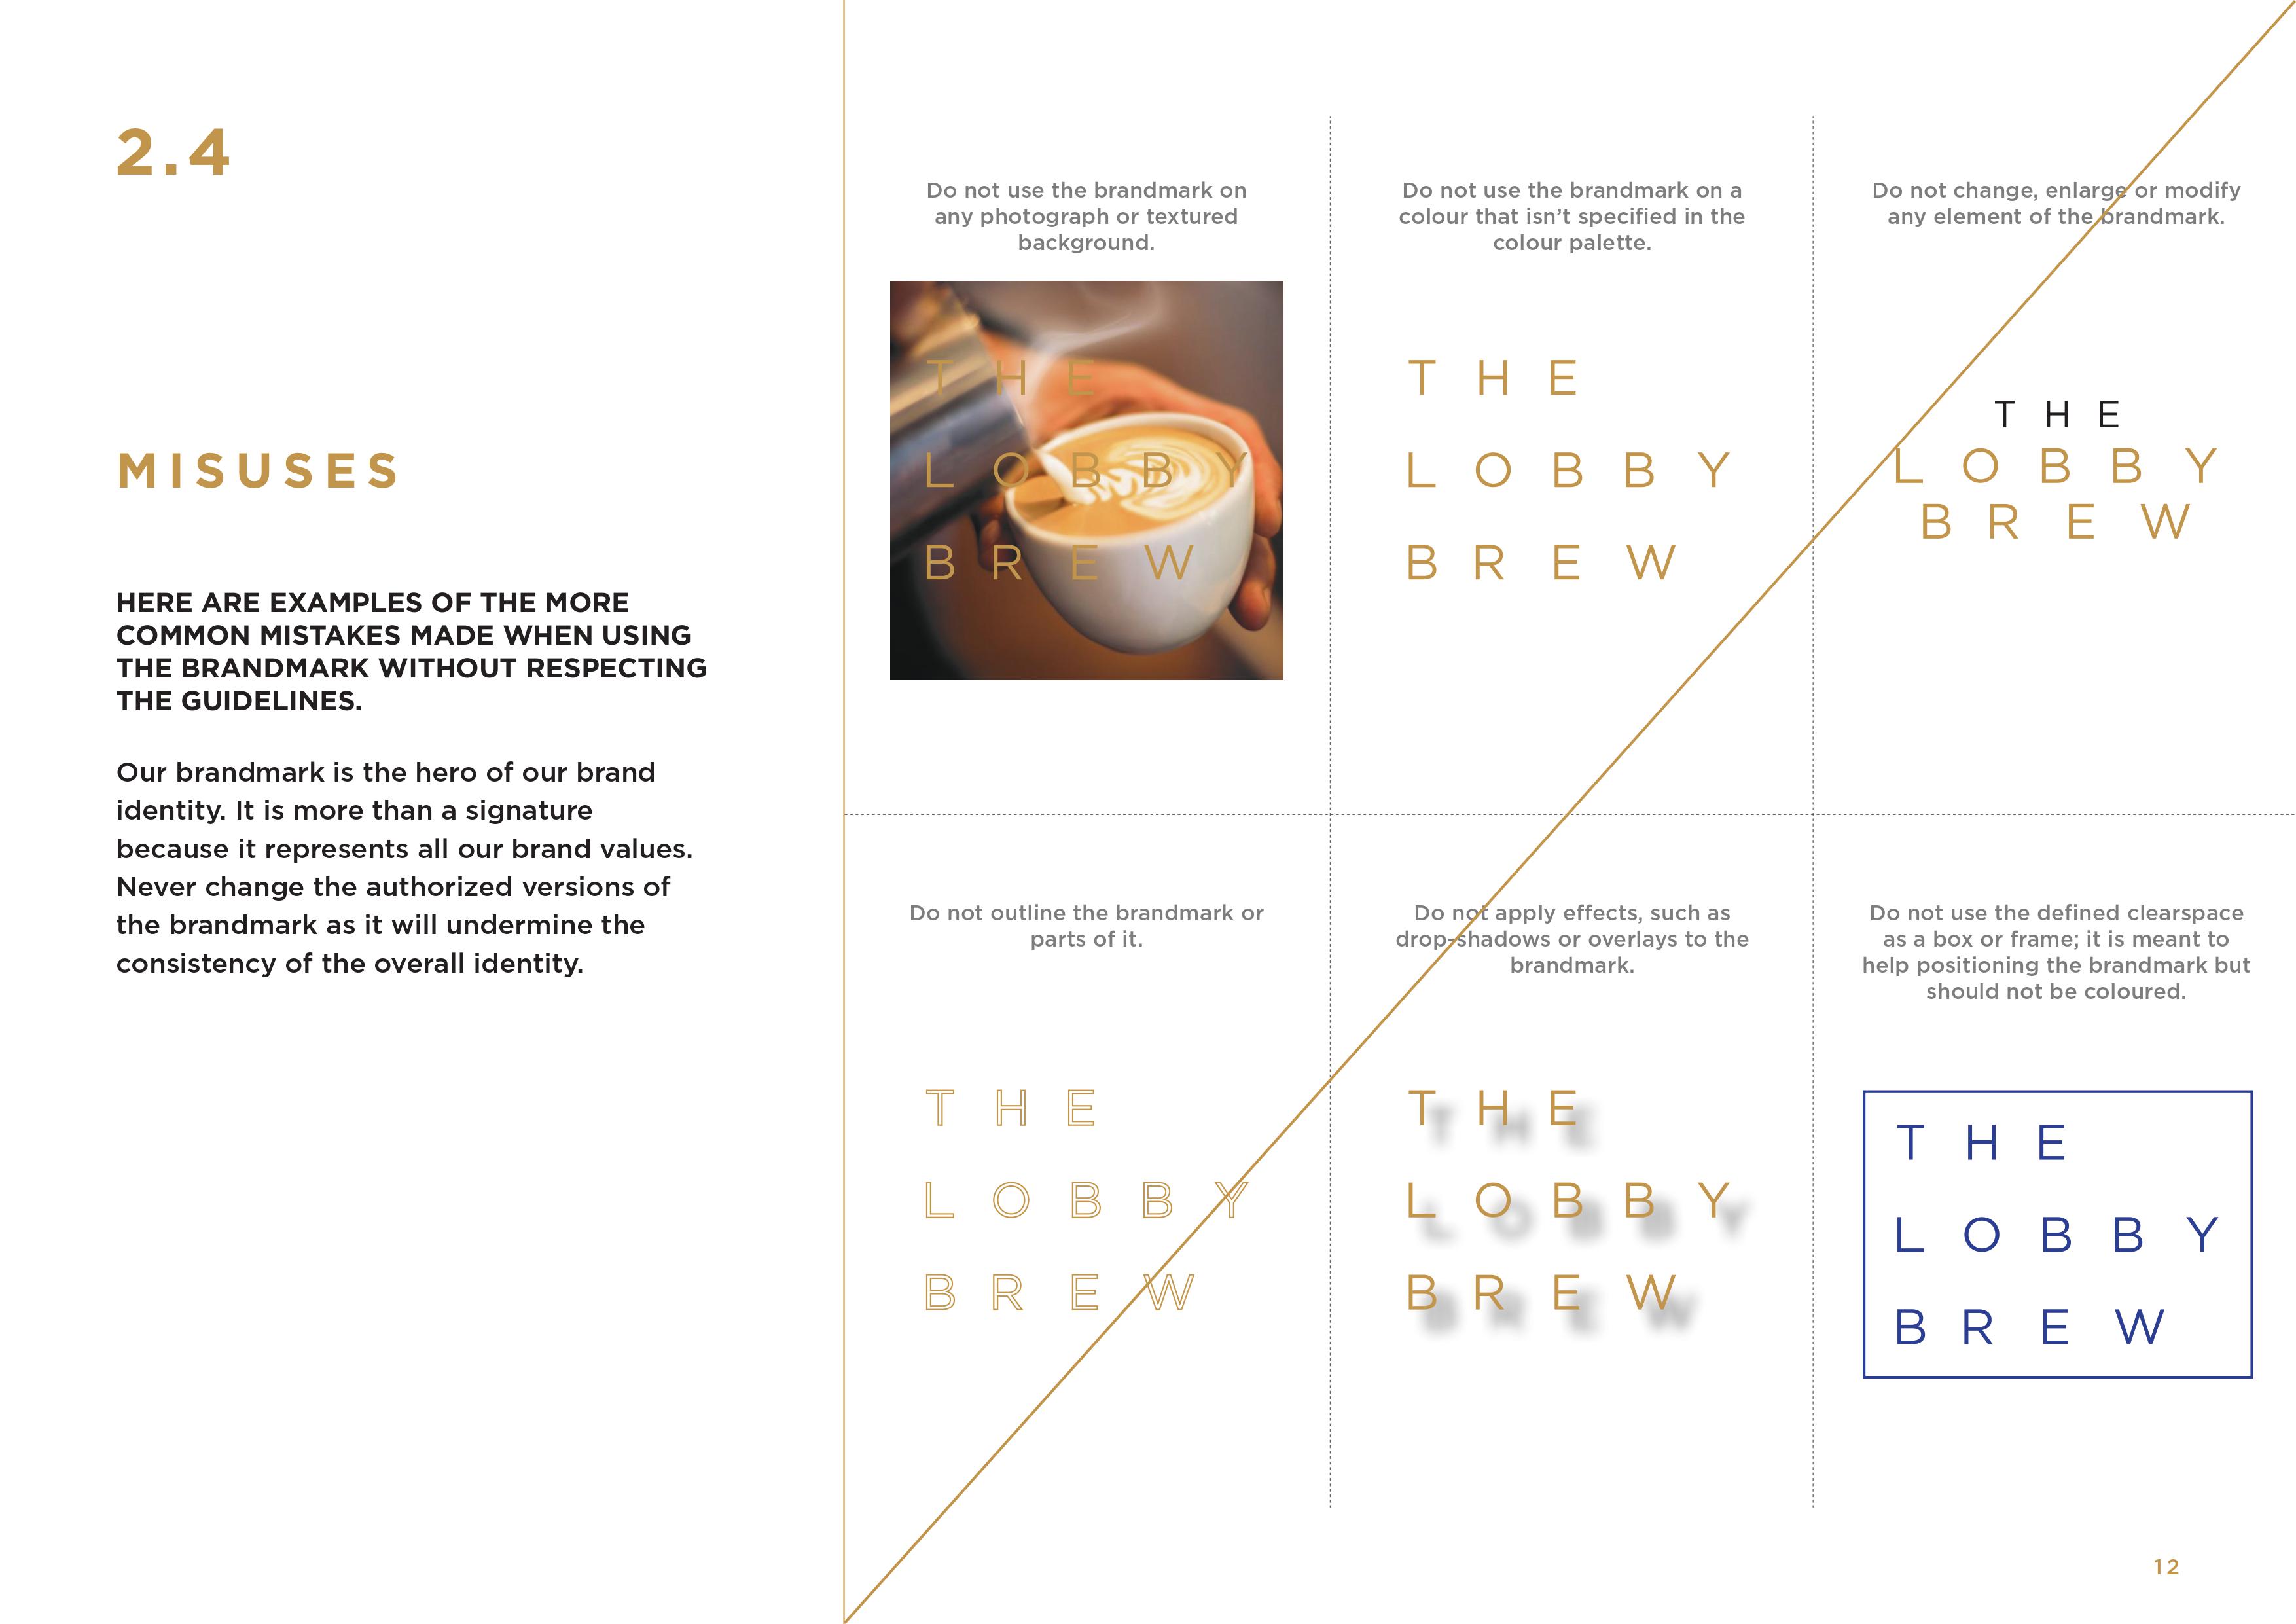 2.4
MISUSES
HERE ARE EXAMPLES OF THE MORE
COMMON MISTAKES MADE WHEN USING
THE BRANDMARK WITHOUT RESPECTING
THE GUIDELINES.
Our brandmark is the hero of our brand
identity. It is more than a signature
because it represents all our brand values.
Never change the authorized versions of
the brandmark as it will undermine the
consistency of the overall identity.
Do not use the brandmark on
any photograph or textured
background.
THE
LOBBY
BREW
Do not use the brandmark on a
colour that isn’t specified in the
colour palette.
THE
LOBBY
BREW
Do not change, enlarge or modify
any element of the brandmark.
THE
LOBBY
BREW
Do not outline the brandmark or
parts of it.
THE
LOBBY
BREW
Do not apply effects, such as
drop-shadows or overlays to the
brandmark.
THE
LOBBY
BREW
Do not use the defined clearspace
as a box or frame; it is meant to
help positioning the brandmark but
should not be coloured.
THE
LOBBY
BREW
12